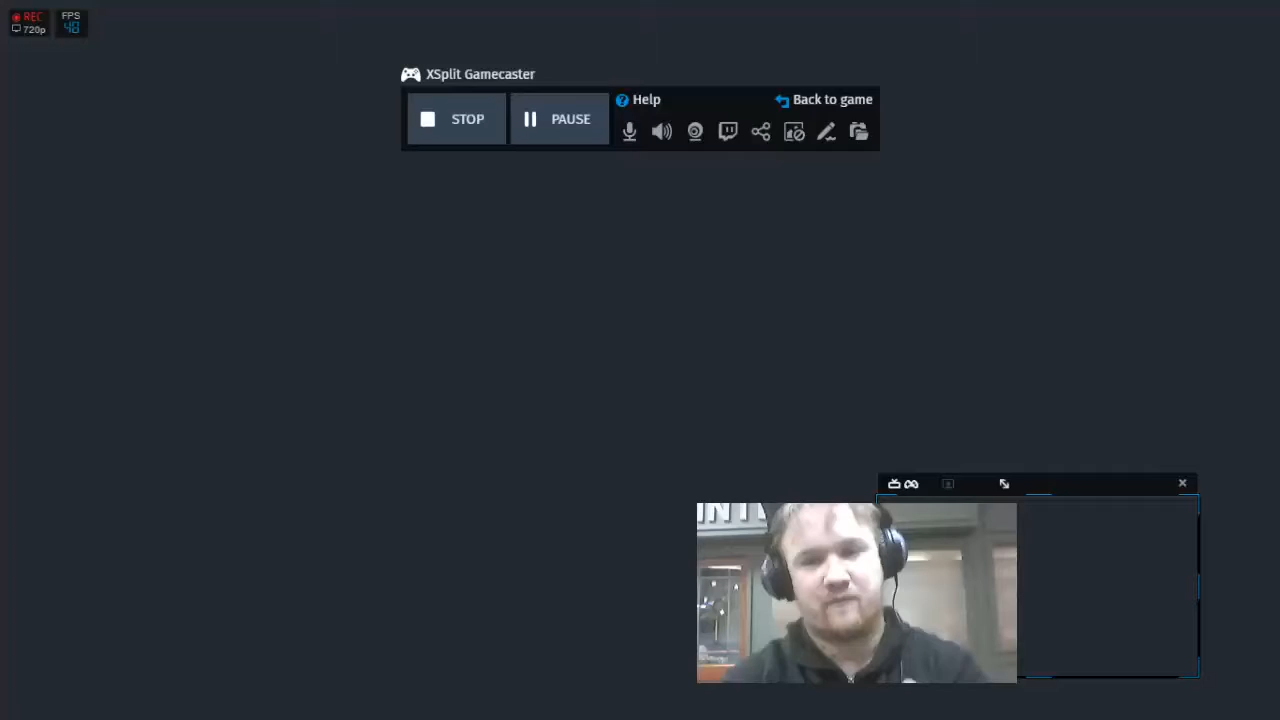 REC
720p
FPS
48
XSplit Gamecaster
STOP
PAUSE
Help
Back to game